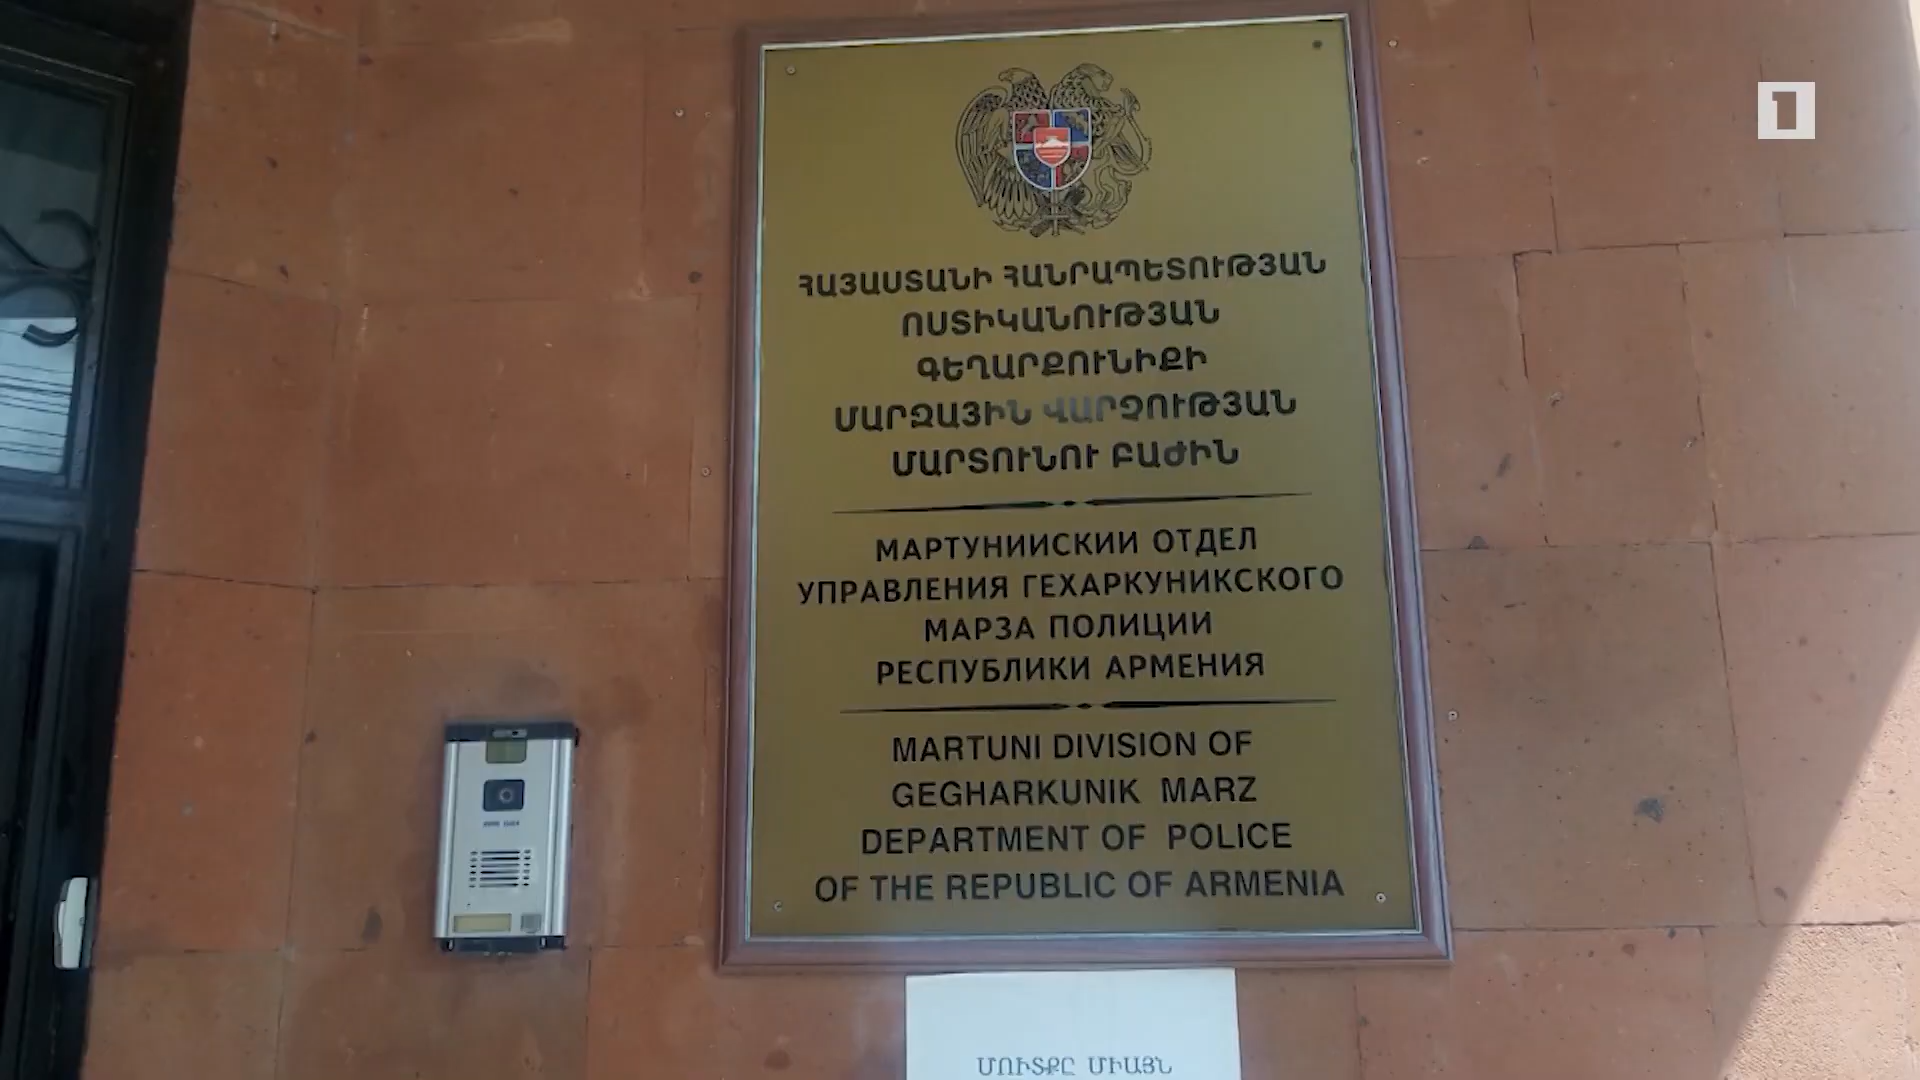 1
ՀԱՅԱՍՏԱՆԻ ՀԱՆՐԱՊԵՏՈՒԹՅԱՆ
ՈՍՏԻԿԱՆՈՒԹՅԱՆ
ԳԵՂԱՐՔՈՒՆԻՔԻ
ՄԱՐԶԱՅԻՆ ՎԱՐՉՈՒԹՅԱՆ
ՄԱՐՏՈՒՆՈՒ ԲԱԺԻՆ
МАРТУНИИСКИИ ОТДЕЛ
УПРАВЛЕНИЯ ГЕХАРКУНИКСКОГО
МАРЗА ПОЛИЦИИ
РЕСПУБЛИКИ АРМЕНИЯ
MARTUNI DIVISION OF
GEGHARKUNIK MARZ
DEPARTMENT OF POLICE
OF THE REPUBLIC OF ARMENIA
ՄՈՒՏՔԸ ՄԻԱՅՆ